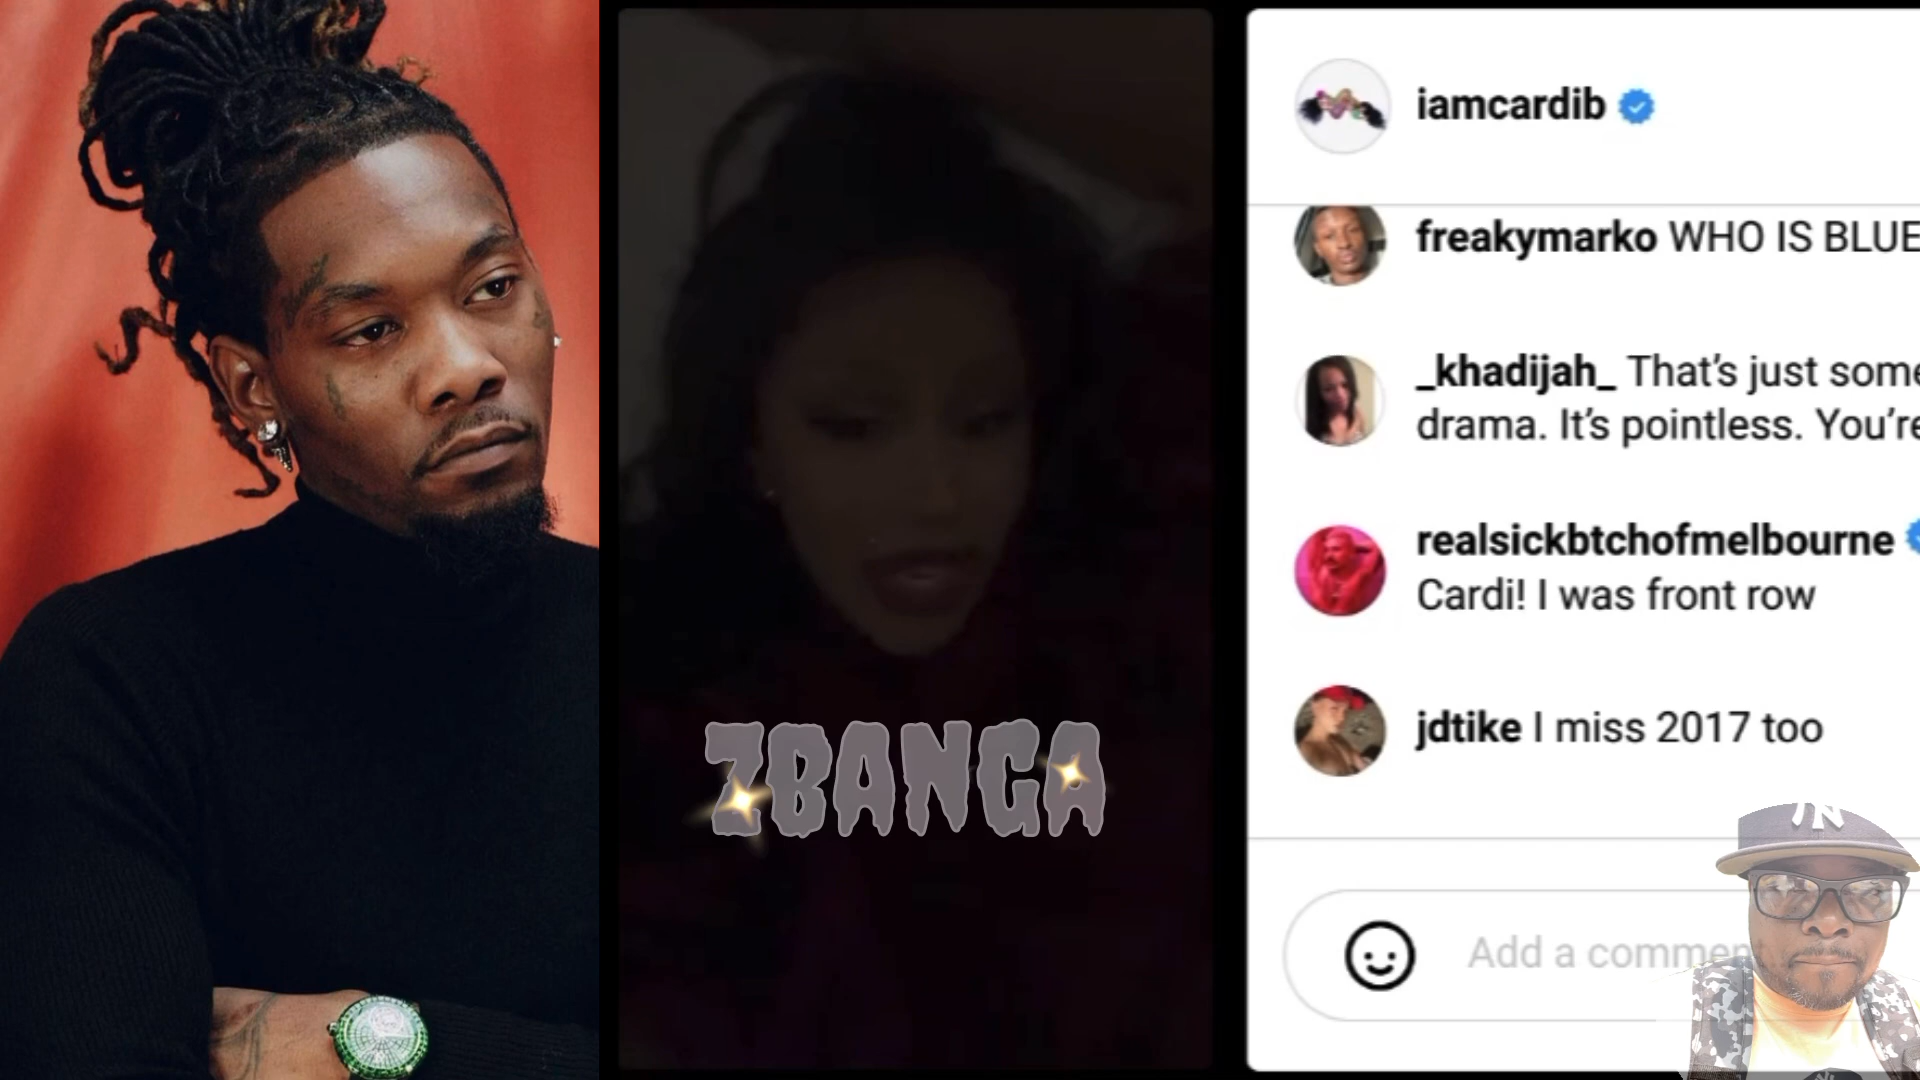 ZBANGA
iamcardib
freakymarko WHO IS BLUE
_khadijah_ That’s just some
drama. It’s pointless. You’re
realsickbtchofmelbourne
Cardi! I was front row
jdtike I miss 2017 too
Add a commen
NY